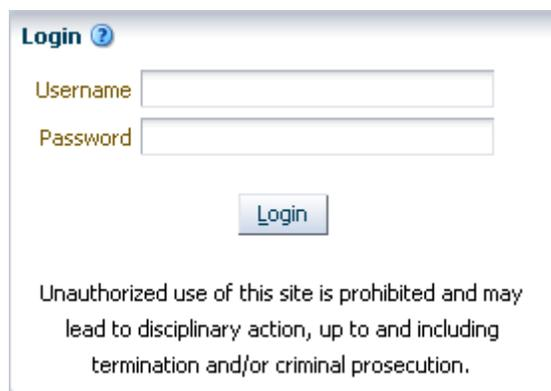 Login ?
Username
Password
Login
Unauthorized use of this site is prohibited and may
lead to disciplinary action, up to and including
termination and/or criminal prosecution.